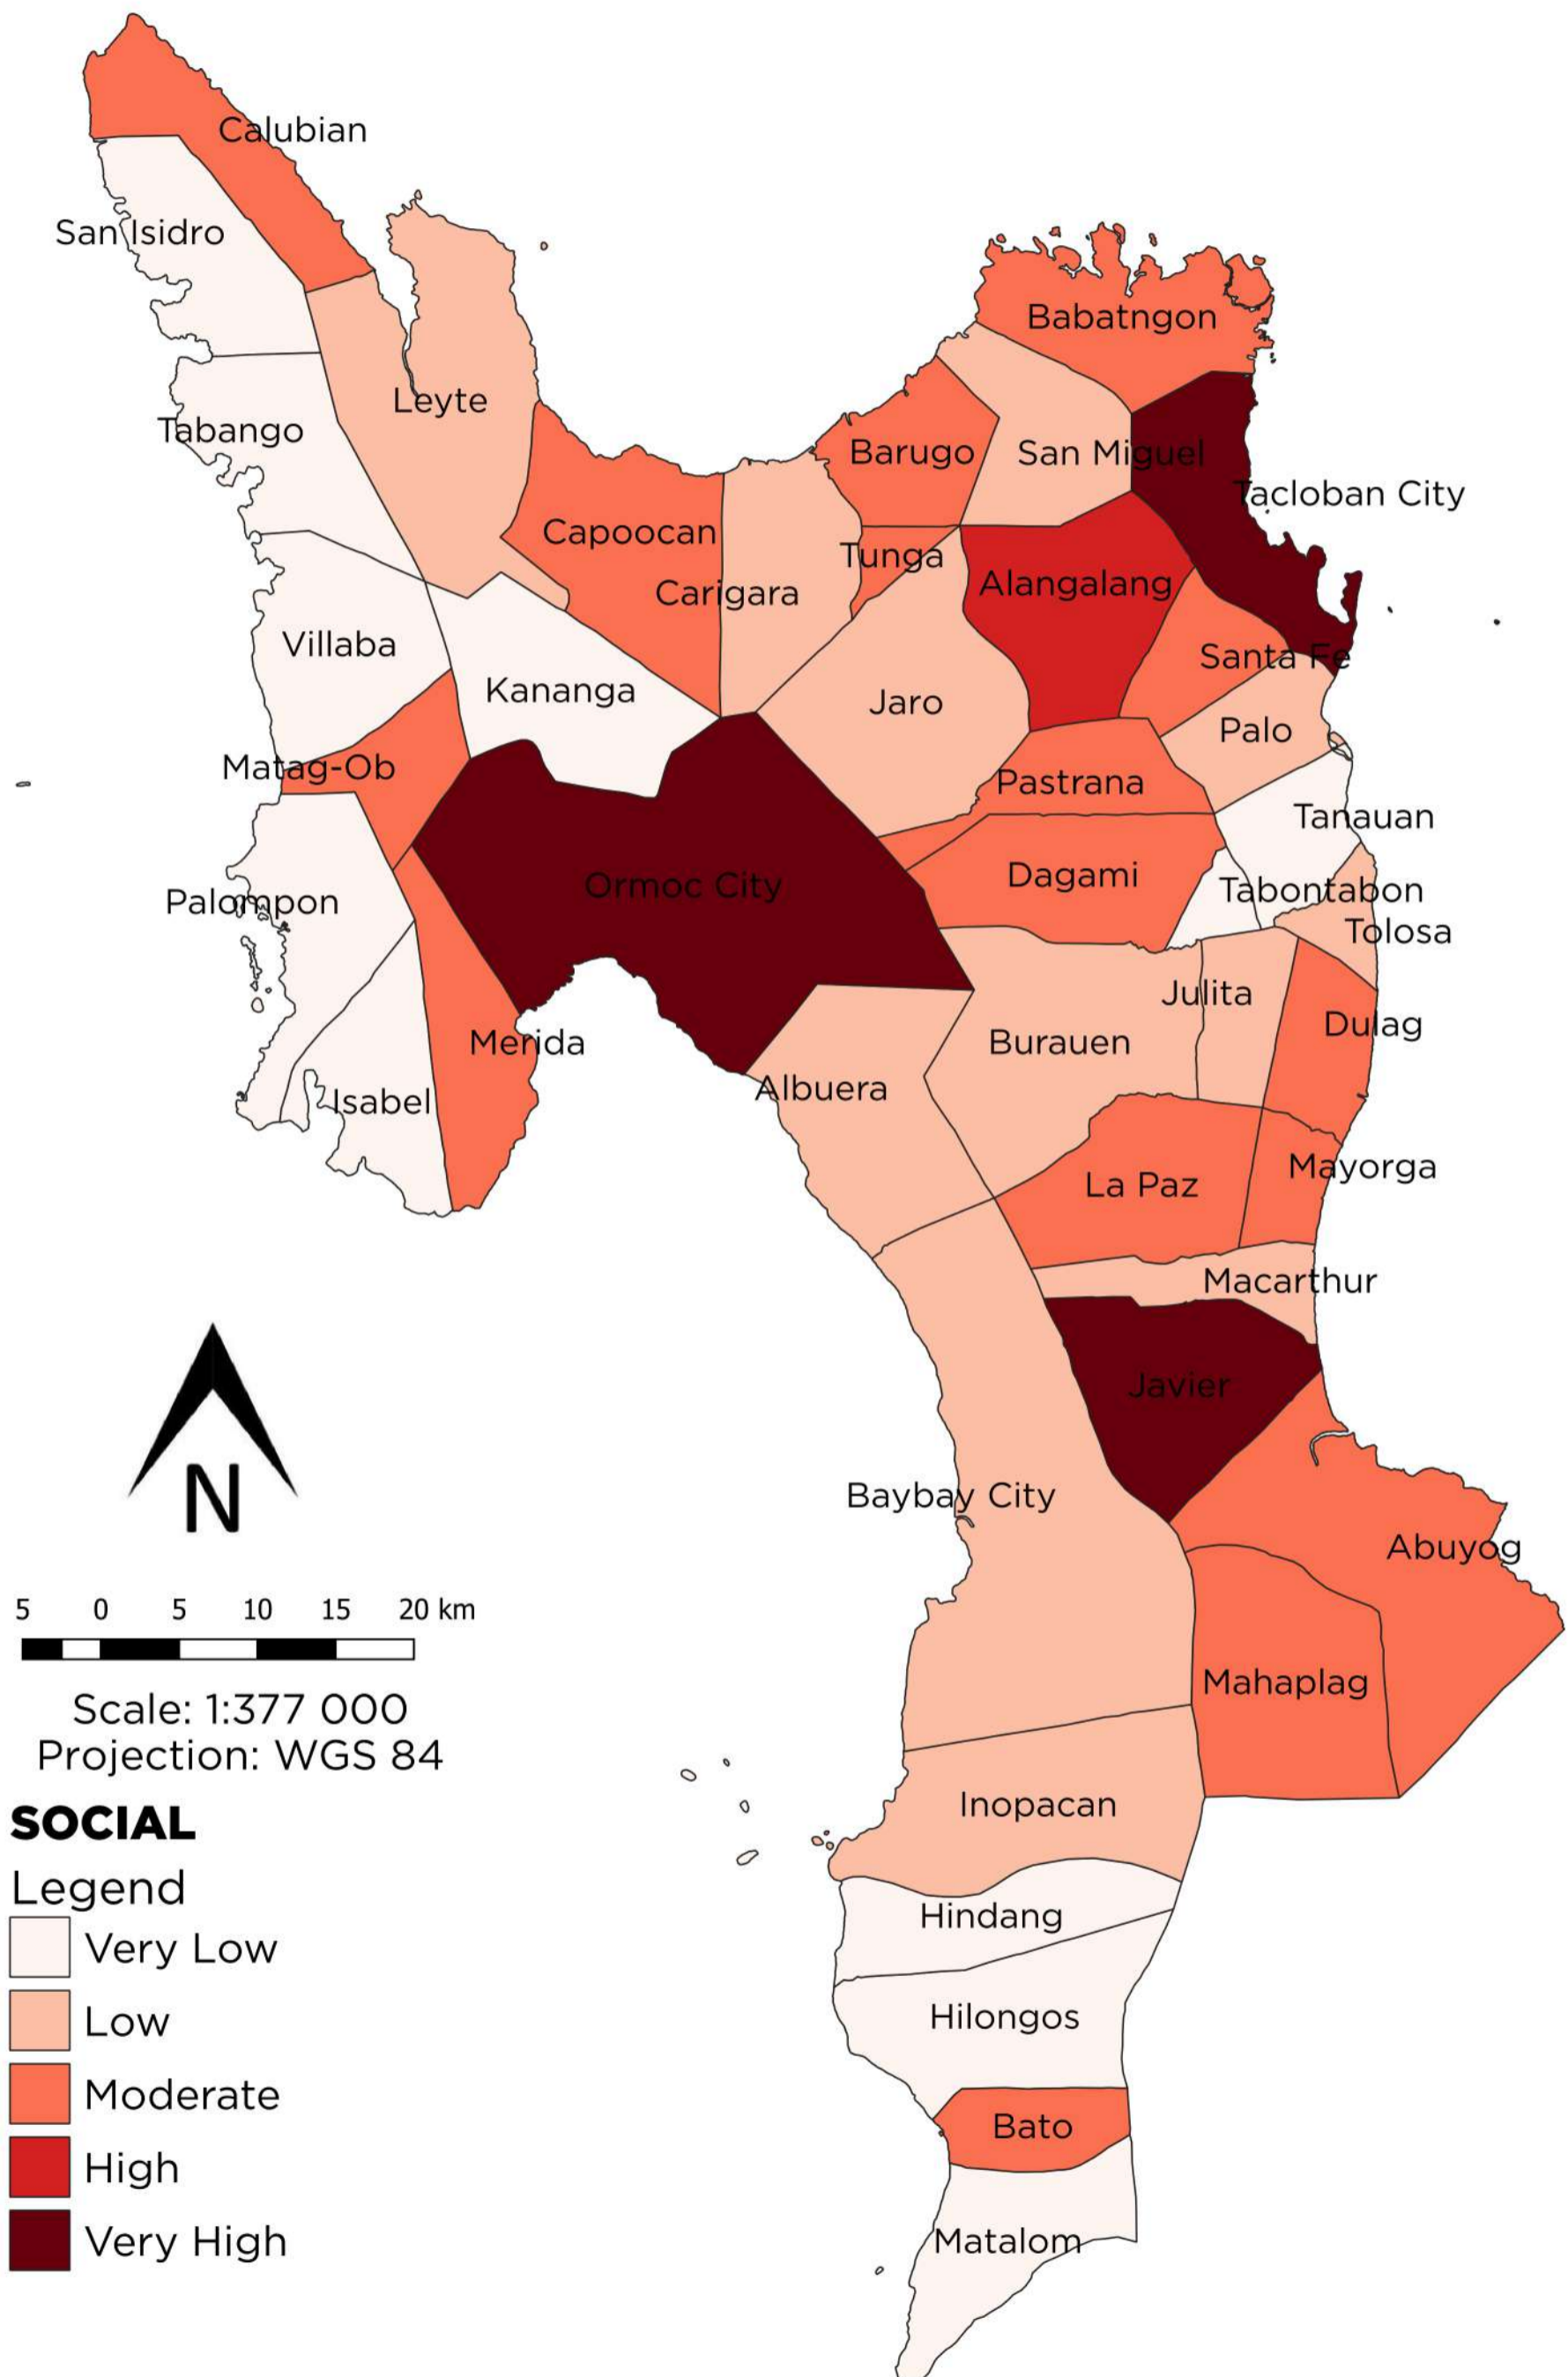 Calubian
San Isidro
Babatngon
Leyte
Tabango
Barugo
San Miguel
Tacloban City
Capoocan
Tunga
Alangalang
Carigara
Villaba
Santa Fe
Kananga
Jaro
Palo
Matag-Ob
Pastrana
Tanauan
Dagami
Ormoc City
Tabontabon
Palompon
Tolosa
Julita
Dulag
Merida
Burauen
Albuera
Isabel
Mayorga
La Paz
Macarthur
Javier
N
Baybay City
Abuyog
5 0 5 10 15 20 km
Mahaplag
Scale: 1:377 000
Projection: WGS 84
Inopacan
SOCIAL
Legend
Hindang
Very Low
Hilongos
Low
Moderate
Bato
High
Very High
Matalom